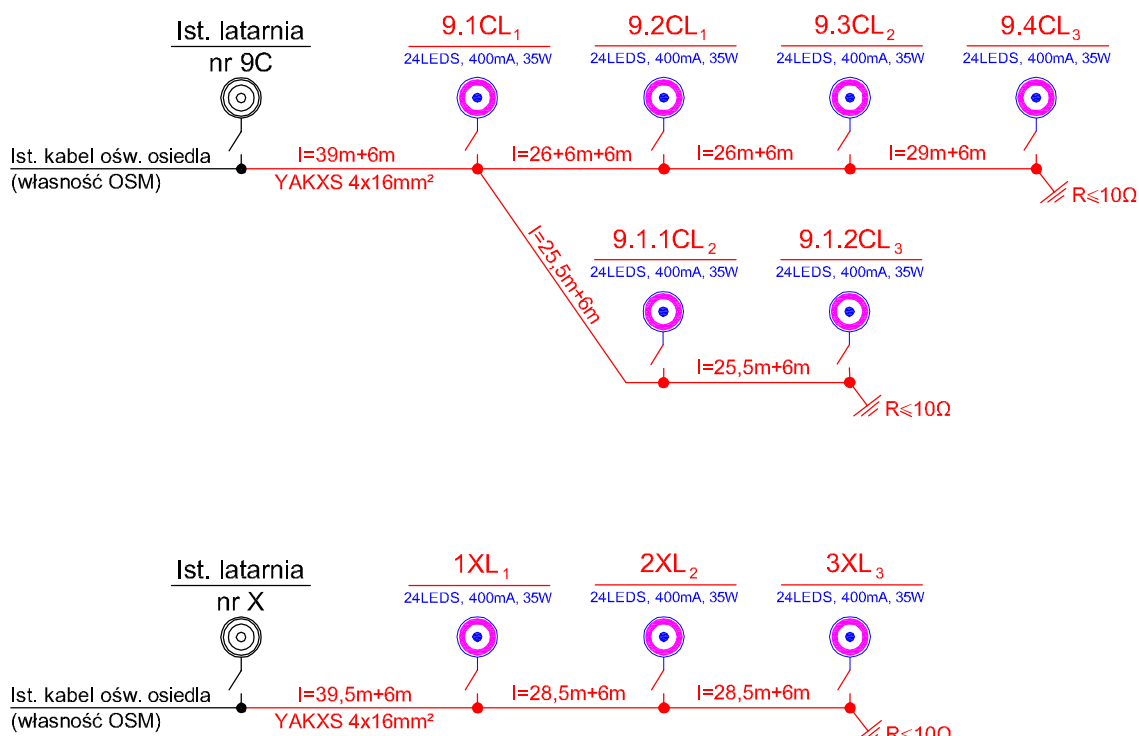 Ist. latarnia
nr 9C
9.1CL₁
24LEDS, 400mA, 35W
9.2CL₁
24LEDS, 400mA, 35W
9.3CL₂
24LEDS, 400mA, 35W
9.4CL₃
24LEDS, 400mA, 35W
Ist. kabel ośw. osiedla
(własność OSM)
l=39m+6m
YAKXS 4x16mm²
l=26+6m+6m
l=26m+6m
l=29m+6m
R⩽10Ω
l=25,5m+6m
9.1.1CL₂
24LEDS, 400mA, 35W
9.1.2CL₃
24LEDS, 400mA, 35W
l=25,5m+6m
R⩽10Ω
Ist. latarnia
nr X
1XL₁
24LEDS, 400mA, 35W
2XL₂
24LEDS, 400mA, 35W
3XL₃
24LEDS, 400mA, 35W
Ist. kabel ośw. osiedla
(własność OSM)
l=39,5m+6m
YAKXS 4x16mm²
l=28,5m+6m
l=28,5m+6m
R⩽10Ω